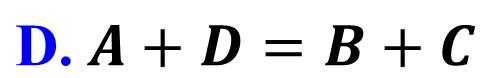 D. A + D = B + C